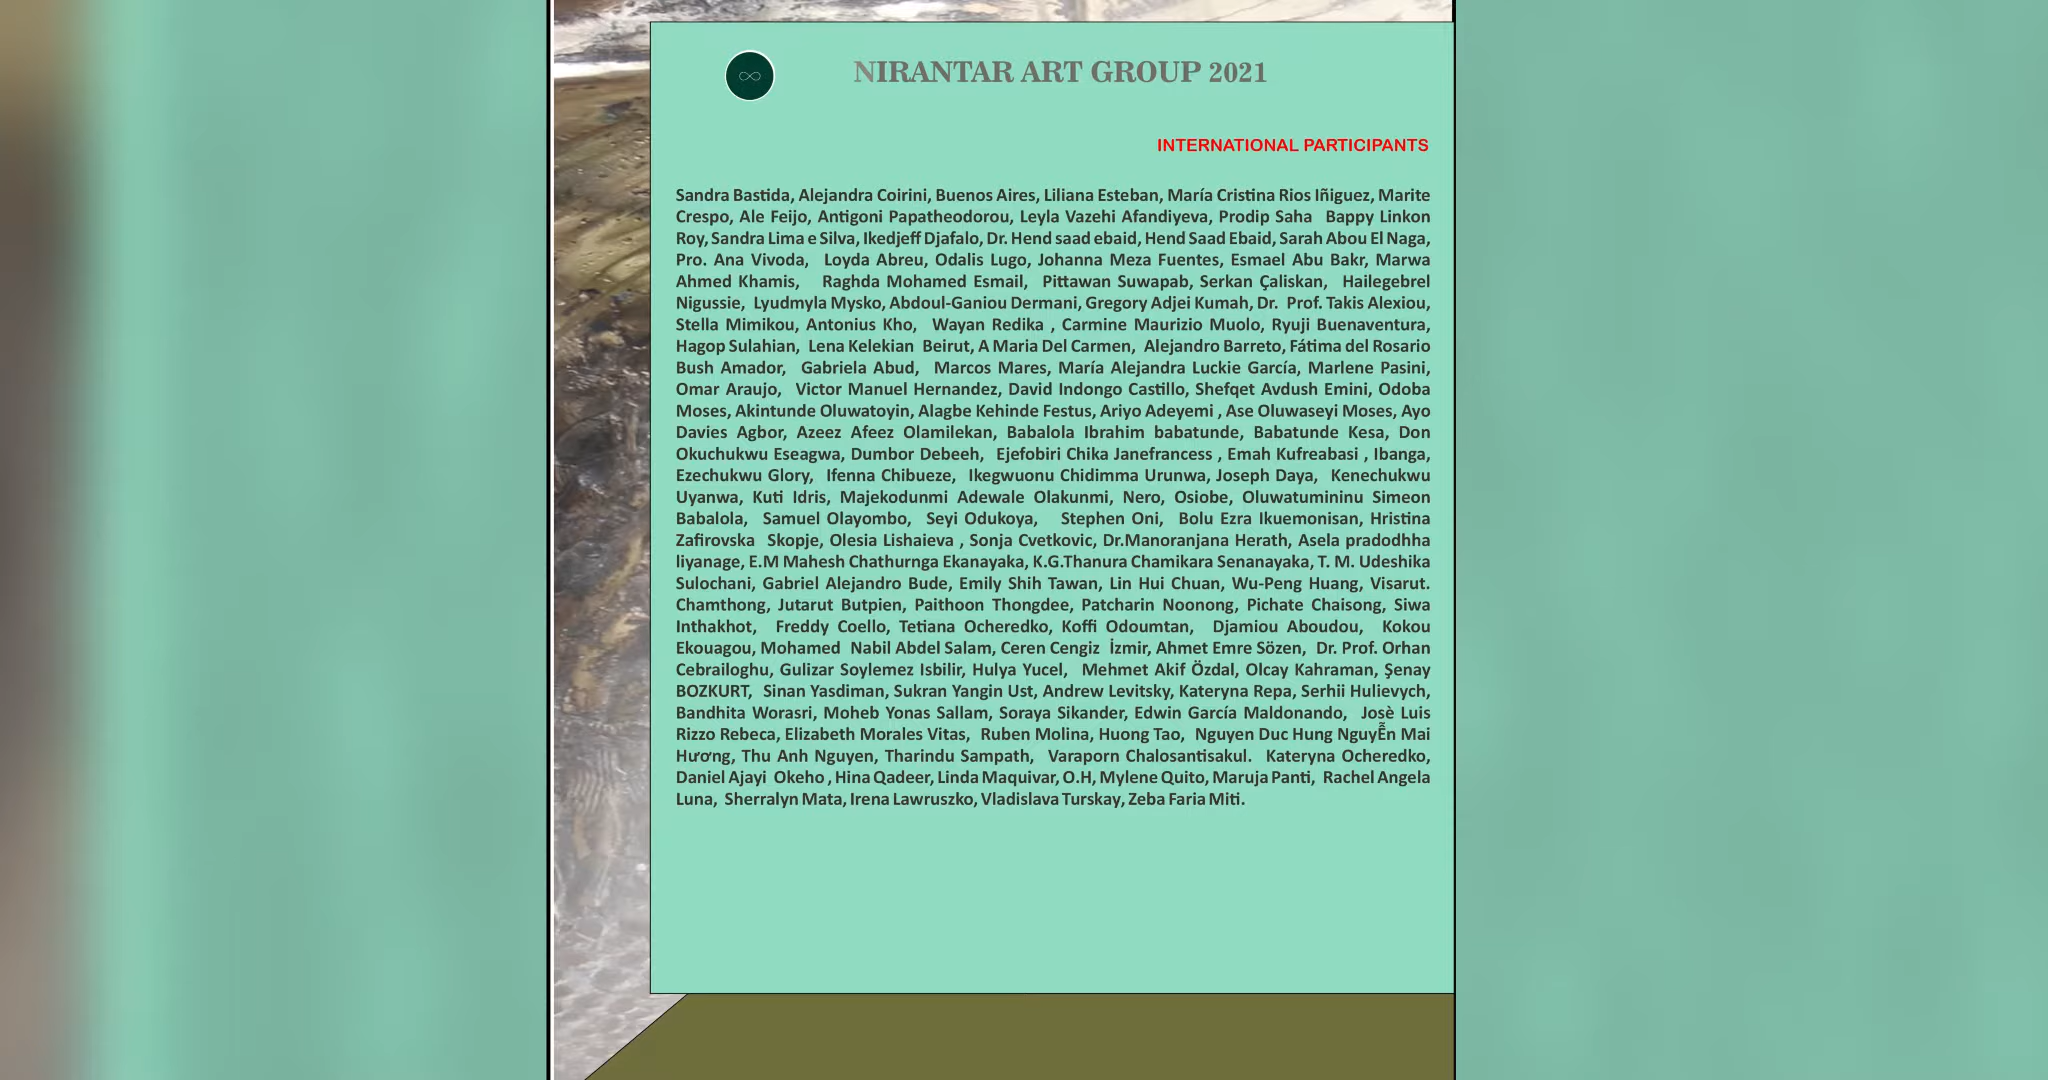 NIRANTAR ART GROUP 2021
INTERNATIONAL PARTICIPANTS
Sandra Bastida, Alejandra Coirini, Buenos Aires, Liliana Esteban, María Cristina Rios Iñiguez, Marite
Crespo, Ale Feijo, Antigoni Papatheodorou, Leyla Vazehi Afandiyeva, Prodip Saha Bappy Linkon
Roy, Sandra Lima e Silva, Ikedjeff Djafalo, Dr. Hend saad ebaid, Hend Saad Ebaid, Sarah Abou El Naga,
Pro. Ana Vivoda, Loyda Abreu, Odalis Lugo, Johanna Meza Fuentes, Esmael Abu Bakr, Marwa
Ahmed Khamis, Raghda Mohamed Esmail, Pittawan Suwapab, Serkan Çaliskan, Hailegebrel
Nigussie, Lyudmyla Mysko, Abdoul-Ganiou Dermani, Gregory Adjei Kumah, Dr. Prof. Takis Alexiou,
Stella Mimikou, Antonius Kho, Wayan Redika , Carmine Maurizio Muolo, Ryuji Buenaventura,
Hagop Sulahian, Lena Kelekian Beirut, A Maria Del Carmen, Alejandro Barreto, Fátima del Rosario
Bush Amador, Gabriela Abud, Marcos Mares, María Alejandra Luckie García, Marlene Pasini,
Omar Araujo, Victor Manuel Hernandez, David Indongo Castillo, Shefqet Avdush Emini, Odoba
Moses, Akintunde Oluwatoyin, Alagbe Kehinde Festus, Ariyo Adeyemi , Ase Oluwaseyi Moses, Ayo
Davies Agbor, Azeez Afeez Olamilekan, Babalola Ibrahim babatunde, Babatunde Kesa, Don
Okuchukwu Eseagwa, Dumbor Debeeh, Ejefobiri Chika Janefrancess , Emah Kufreabasi , Ibanga,
Ezechukwu Glory, Ifenna Chibueze, Ikegwuonu Chidimma Urunwa, Joseph Daya, Kenechukwu
Uyanwa, Kuti Idris, Majekodunmi Adewale Olakunmi, Nero, Osiobe, Oluwatumininu Simeon
Babalola, Samuel Olayombo, Seyi Odukoya, Stephen Oni, Bolu Ezra Ikuemonisan, Hristina
Zafirovska Skopje, Olesia Lishaieva , Sonja Cvetkovic, Dr.Manoranjana Herath, Asela pradodhha
liyanage, E.M Mahesh Chathurnga Ekanayaka, K.G.Thanura Chamikara Senanayaka, T. M. Udeshika
Sulochani, Gabriel Alejandro Bude, Emily Shih Tawan, Lin Hui Chuan, Wu-Peng Huang, Visarut.
Chamthong, Jutarut Butpien, Paithoon Thongdee, Patcharin Noonong, Pichate Chaisong, Siwa
Inthakhot, Freddy Coello, Tetiana Ocheredko, Koffi Odoumtan, Djamiou Aboudou, Kokou
Ekouagou, Mohamed Nabil Abdel Salam, Ceren Cengiz İzmir, Ahmet Emre Sözen, Dr. Prof. Orhan
Cebrailoghu, Gulizar Soylemez Isbilir, Hulya Yucel, Mehmet Akif Özdal, Olcay Kahraman, Şenay
BOZKURT, Sinan Yasdiman, Sukran Yangin Ust, Andrew Levitsky, Kateryna Repa, Serhii Hulievych,
Bandhita Worasri, Moheb Yonas Sallam, Soraya Sikander, Edwin García Maldonando, Josè Luis
Rizzo Rebeca, Elizabeth Morales Vitas, Ruben Molina, Huong Tao, Nguyen Duc Hung NguyỄn Mai
Hương, Thu Anh Nguyen, Tharindu Sampath, Varaporn Chalosantisakul. Kateryna Ocheredko,
Daniel Ajayi Okeho , Hina Qadeer, Linda Maquivar, O.H, Mylene Quito, Maruja Panti, Rachel Angela
Luna, Sherralyn Mata, Irena Lawruszko, Vladislava Turskay, Zeba Faria Miti.